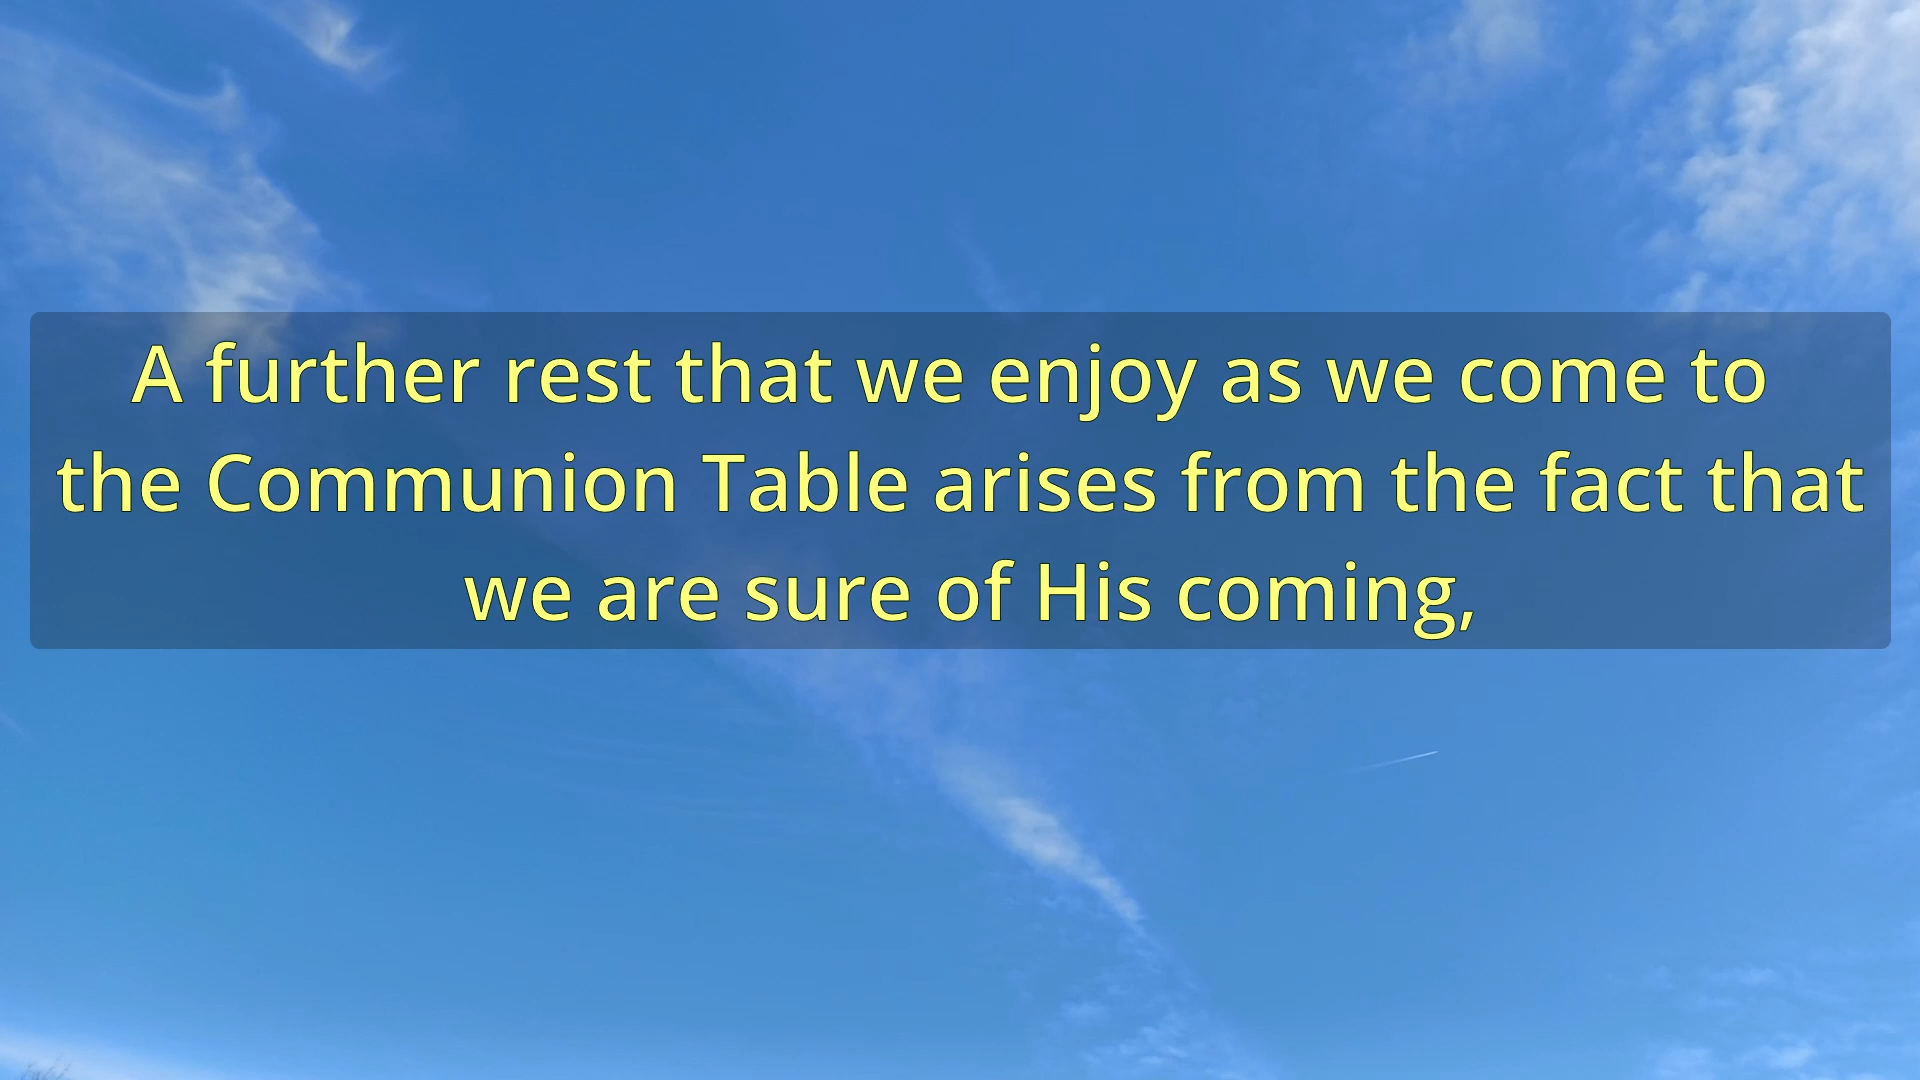 A further rest that we enjoy as we come to
the Communion Table arises from the fact that
we are sure of His coming,